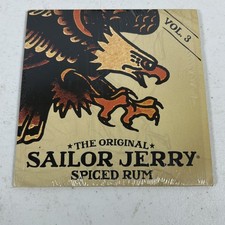 VOL. 3
★ THE ORIGINAL ★
SAILOR JERRY®
SPICED RUM